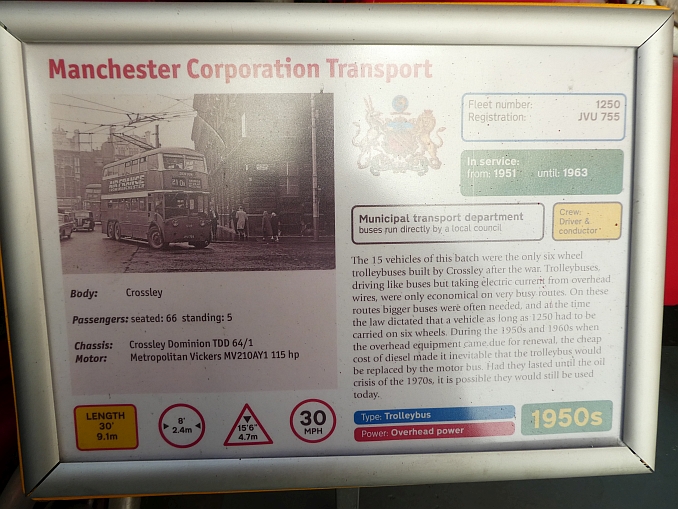 Manchester Corporation Transport
Fleet number: 1250
Registration: JVU 755
In service:
from: 1951 until: 1963
Municipal transport department
buses run directly by a local council
Crew:
Driver &
conductor
The 15 vehicles of this batch were the only six wheel
trolleybuses built by Crossley after the war. Trolleybuses,
driving like buses but taking electric current from overhead
wires, were only economical on very busy routes. On these
routes bigger buses were often needed, and at the time
the law dictated that a vehicle as long as 1250 had to be
carried on six wheels. During the 1950s and 1960s when
the overhead equipment came due for renewal, the cheap
cost of diesel made it inevitable that the trolleybus would
be replaced by the motor bus. Had they lasted until the oil
crisis of the 1970s, it is possible they would still be used
today.
Body: Crossley
Passengers: seated: 66 standing: 5
Chassis: Crossley Dominion TDD 64/1
Motor: Metropolitan Vickers MV210AY1 115 hp
LENGTH
30'
9.1m
8'
2.4m
15'6"
4.7m
30
MPH
Type: Trolleybus
Power: Overhead power
1950s